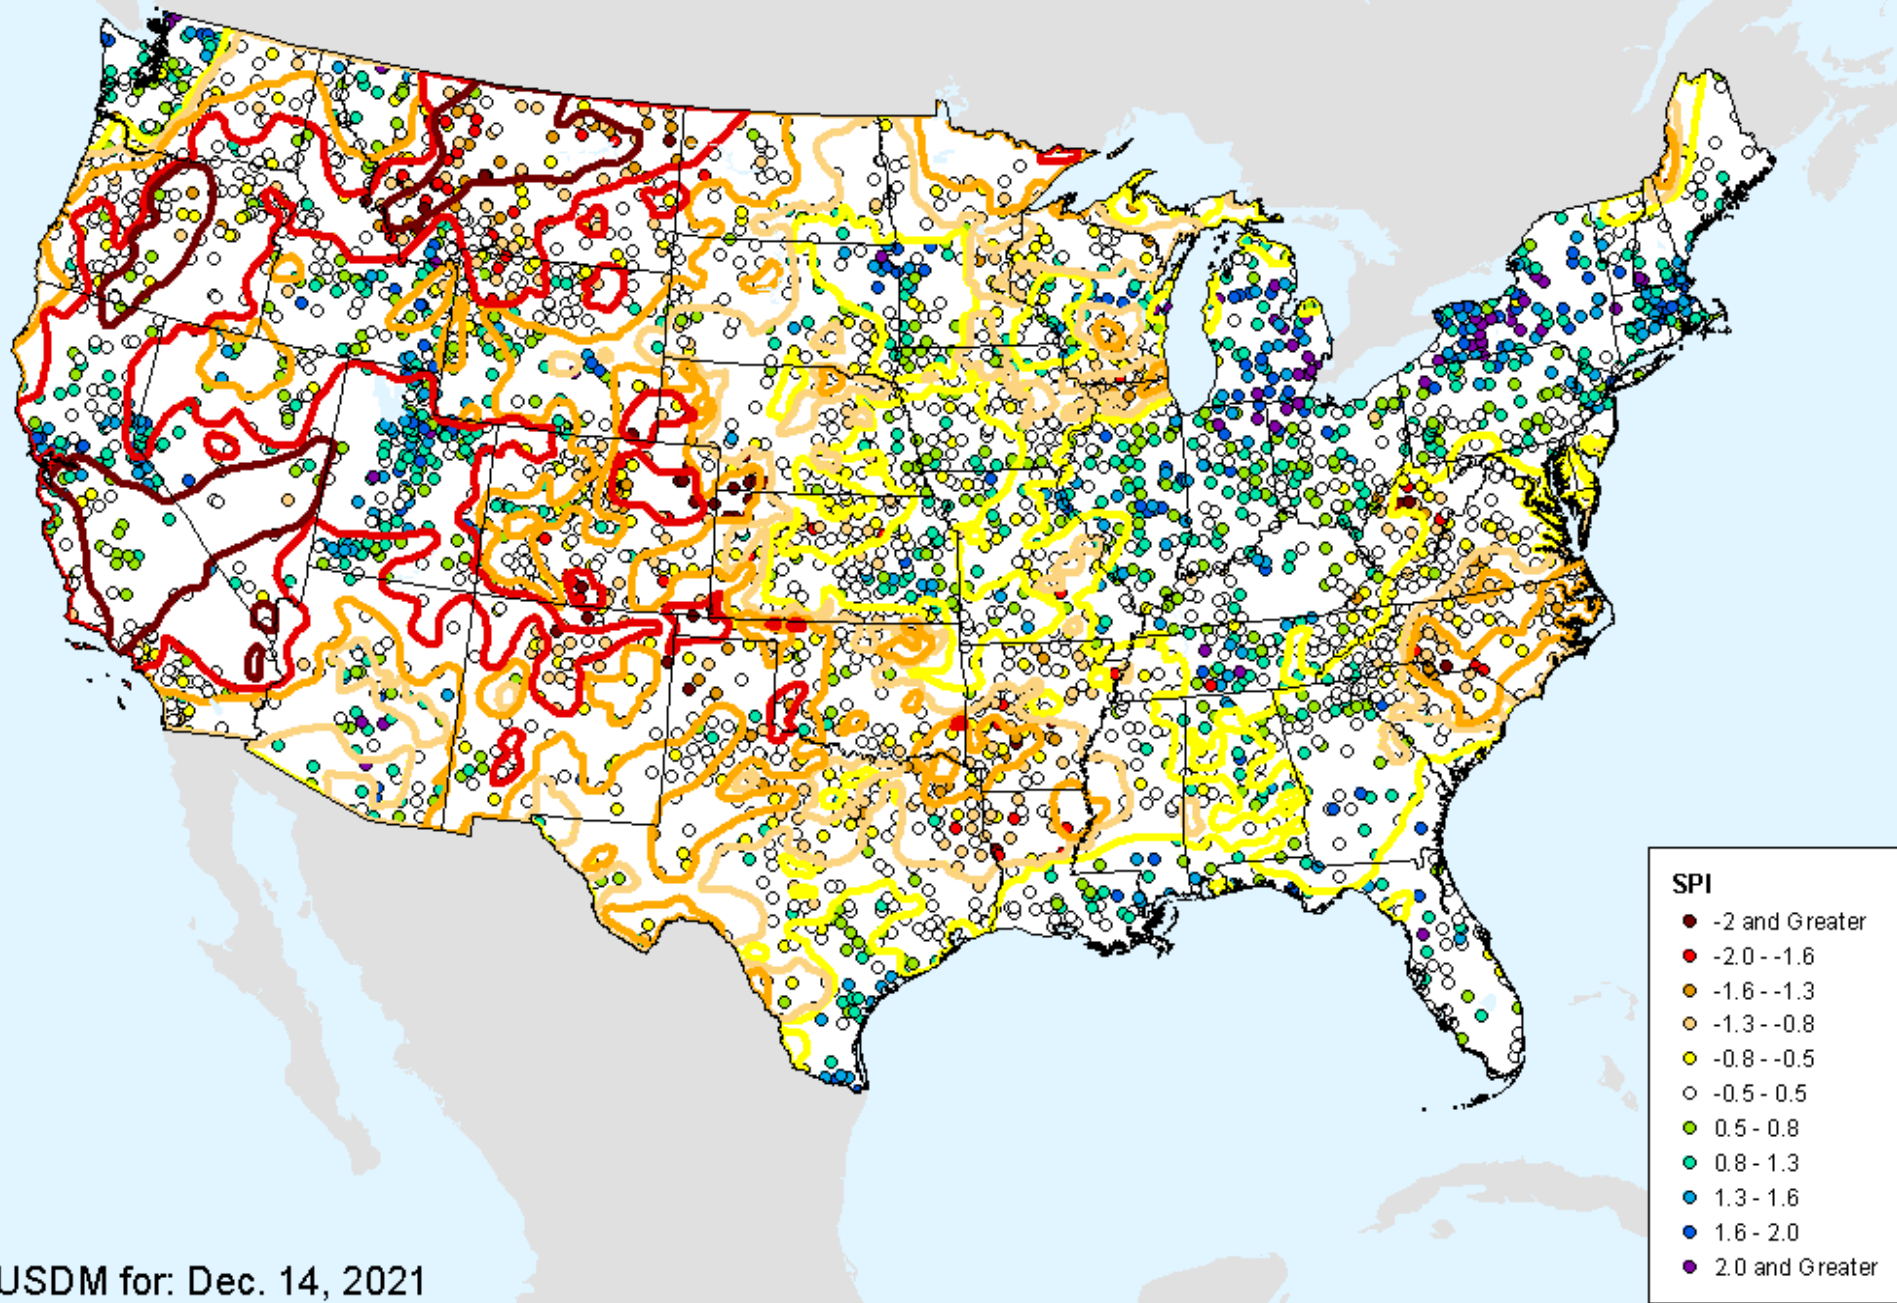 SPI
-2 and Greater
-2.0 - -1.6
-1.6 - -1.3
-1.3 - -0.8
-0.8 - -0.5
-0.5 - 0.5
0.5 - 0.8
0.8 - 1.3
1.3 - 1.6
1.6 - 2.0
2.0 and Greater
USDM for: Dec. 14, 2021